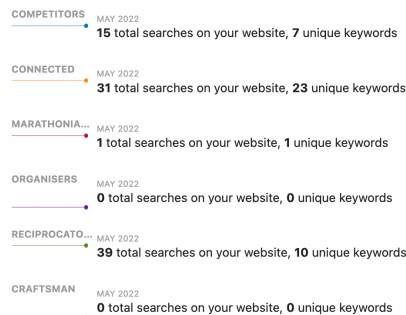 COMPETITORS
MAY 2022
15 total searches on your website, 7 unique keywords
CONNECTED
MAY 2022
31 total searches on your website, 23 unique keywords
MARATHONIA...
MAY 2022
1 total searches on your website, 1 unique keywords
ORGANISERS
MAY 2022
0 total searches on your website, 0 unique keywords
RECIPROCATO...
MAY 2022
39 total searches on your website, 10 unique keywords
CRAFTSMAN
MAY 2022
0 total searches on your website, 0 unique keywords